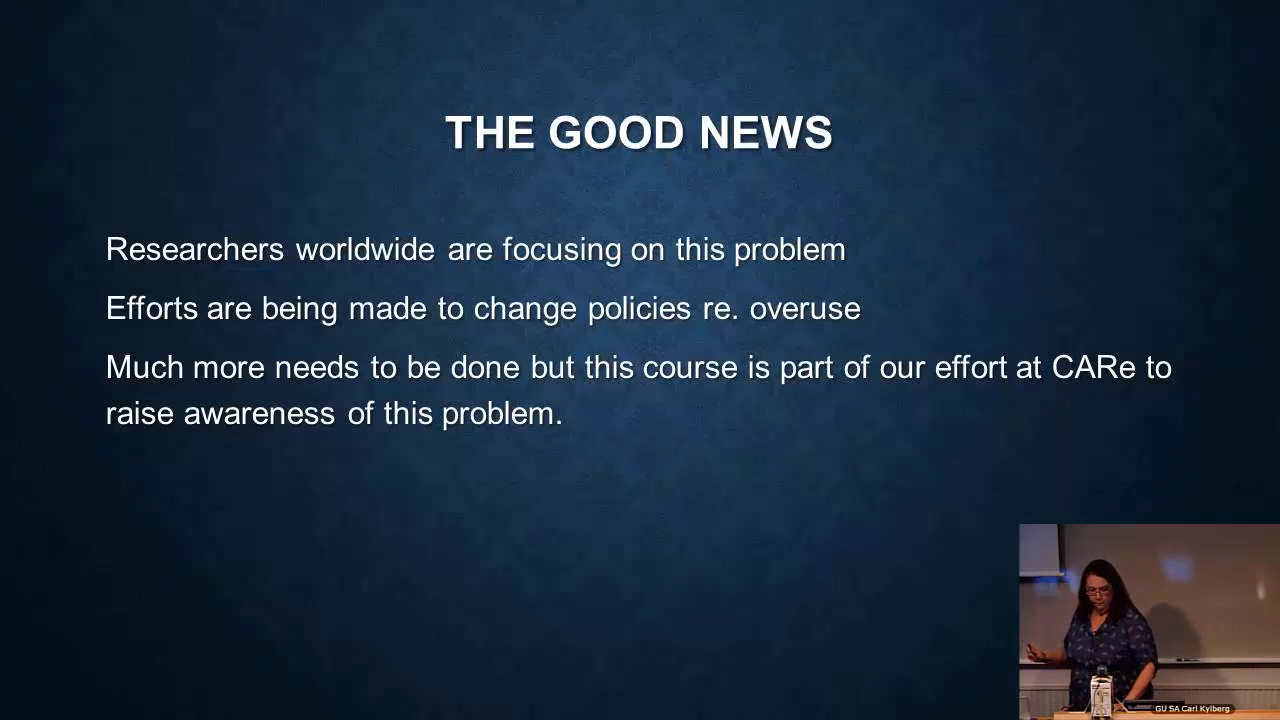 THE GOOD NEWS
Researchers worldwide are focusing on this problem
Efforts are being made to change policies re. overuse
Much more needs to be done but this course is part of our effort at CARe to
raise awareness of this problem.
GU SA Carl Kylberg